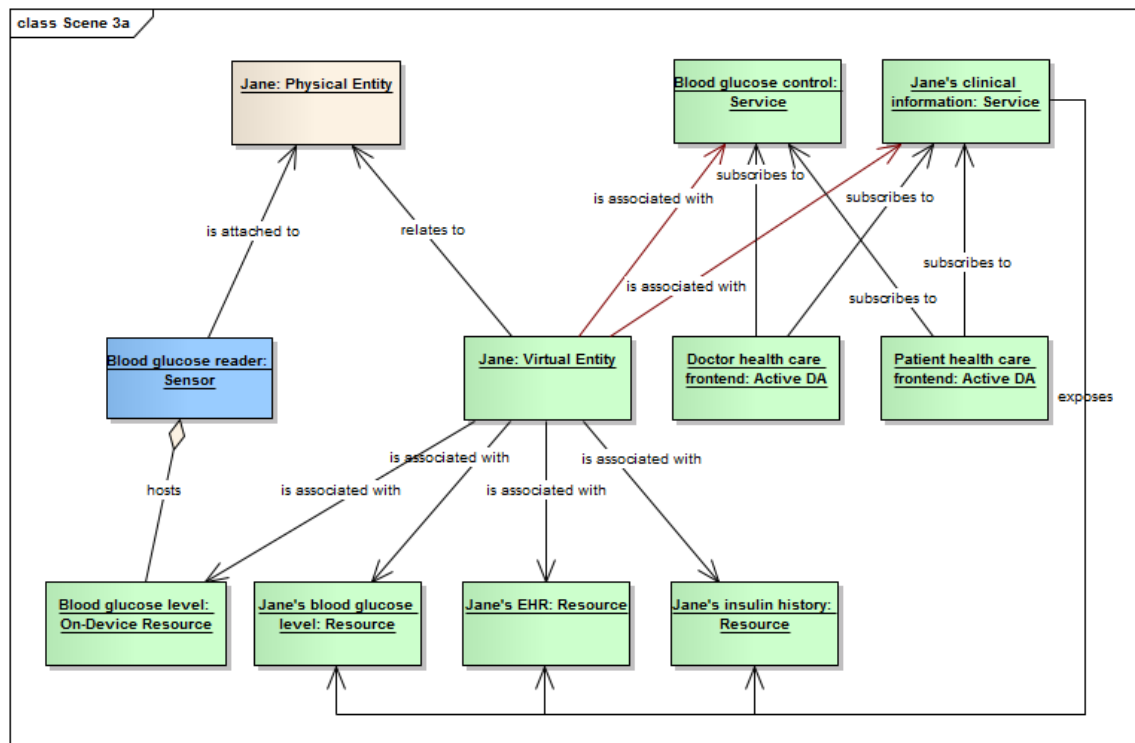 class Scene 3a
Jane: Physical Entity
Blood glucose control:
Service
Jane's clinical
information: Service
is associated with
subscribes to
subscribes to
is attached to
relates to
subscribes to
is associated with
subscribes to
Blood glucose reader:
Sensor
Jane: Virtual Entity
Doctor health care
frontend: Active DA
Patient health care
frontend: Active DA
exposes
hosts
is associated with
is associated with
is associated with
is associated with
Blood glucose level:
On-Device Resource
Jane's blood glucose
level: Resource
Jane's EHR: Resource
Jane's insulin history:
Resource